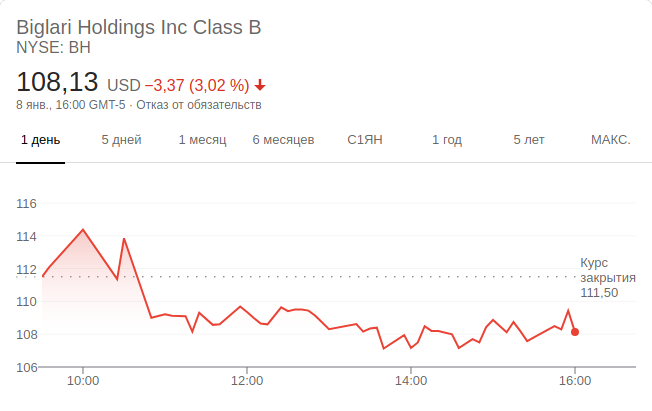 Biglari Holdings Inc Class B
NYSE: BH
108,13 USD −3,37 (3,02 %)
8 янв., 16:00 GMT-5 · Отказ от обязательств
1 день 5 дней 1 месяц 6 месяцев С1ЯН 1 год 5 лет МАКС.
116
114
112
110
108
106
Курс
закрытия
111,50
10:00 12:00 14:00 16:00